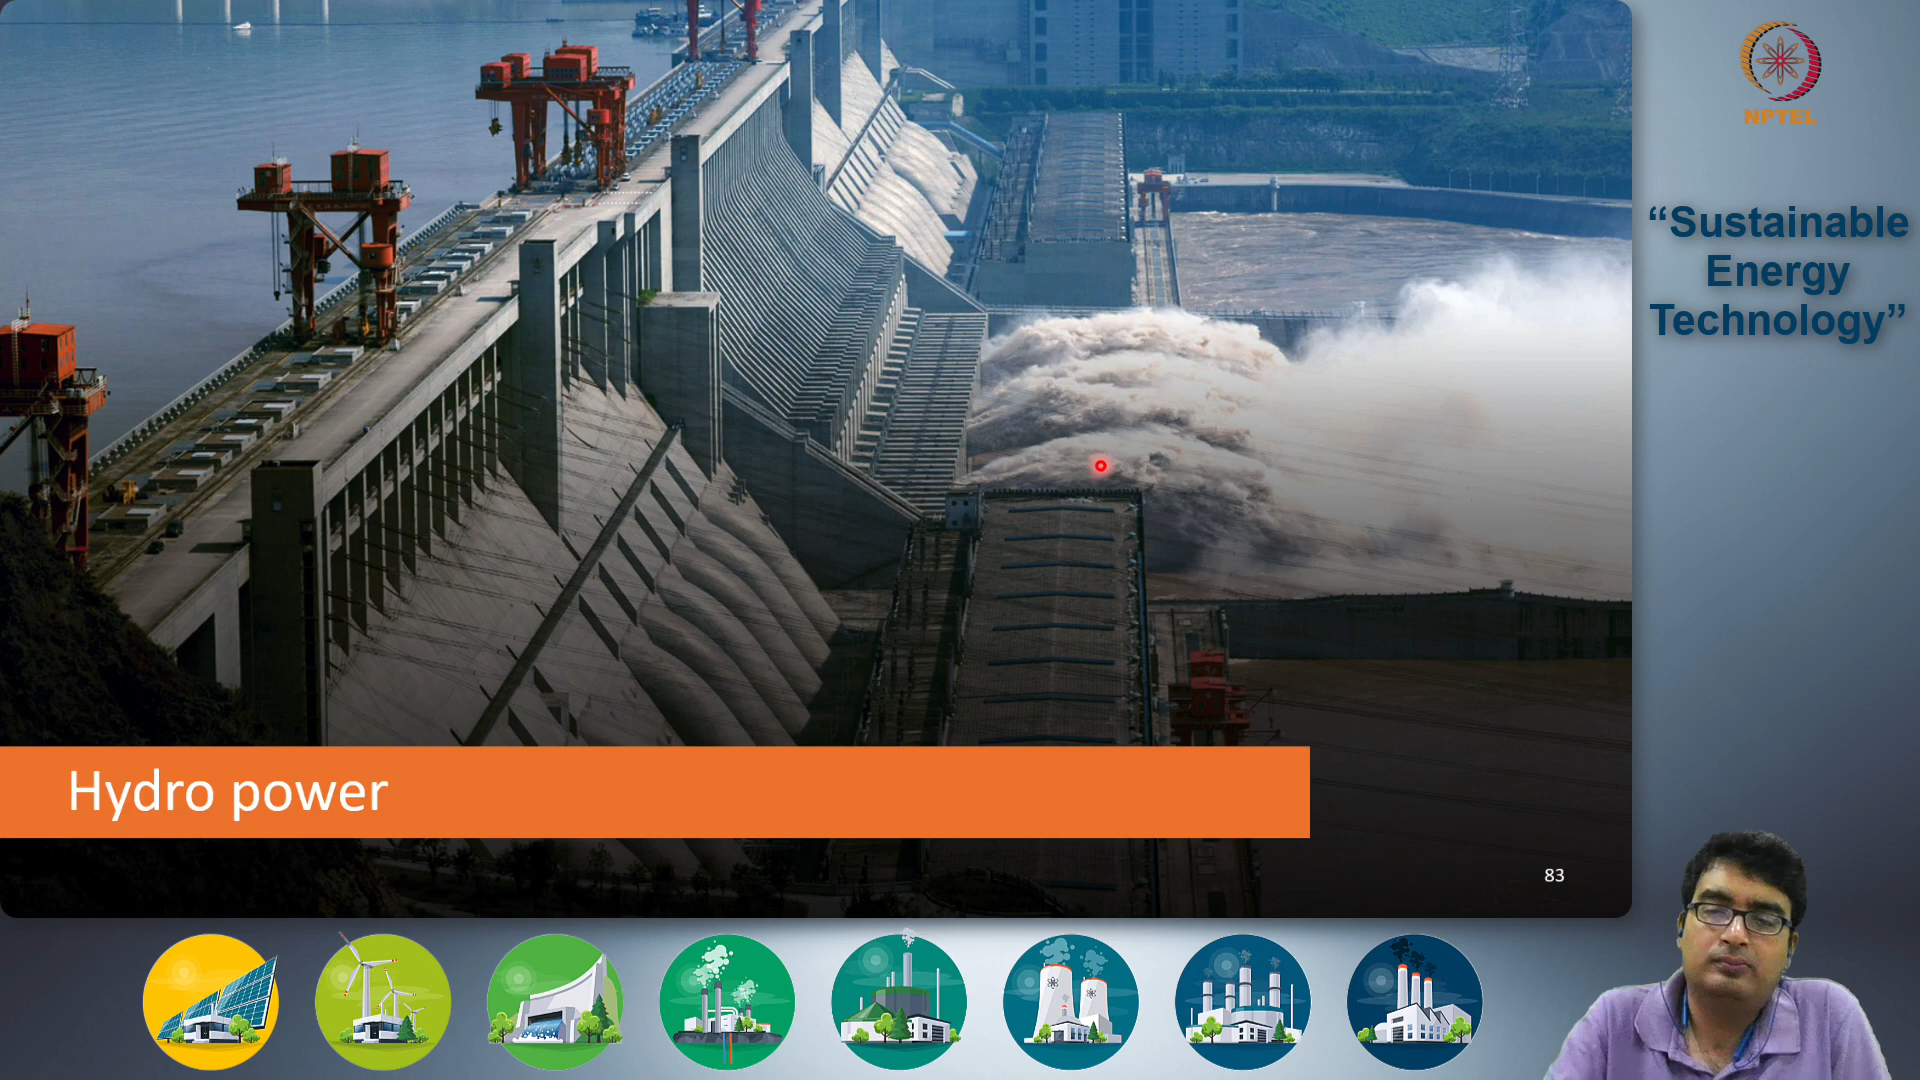 NPTEL
“Sustainable
Energy
Technology”
Hydro power
83